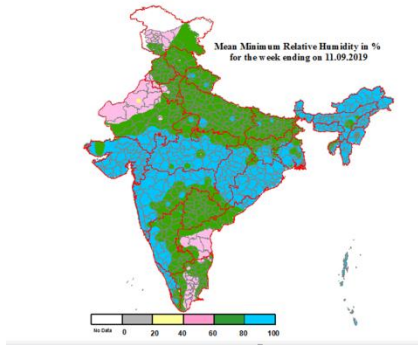 Mean Minimum Relative Humidity in %
for the week ending on 11.09.2019
No Data 0 20 40 60 80 100